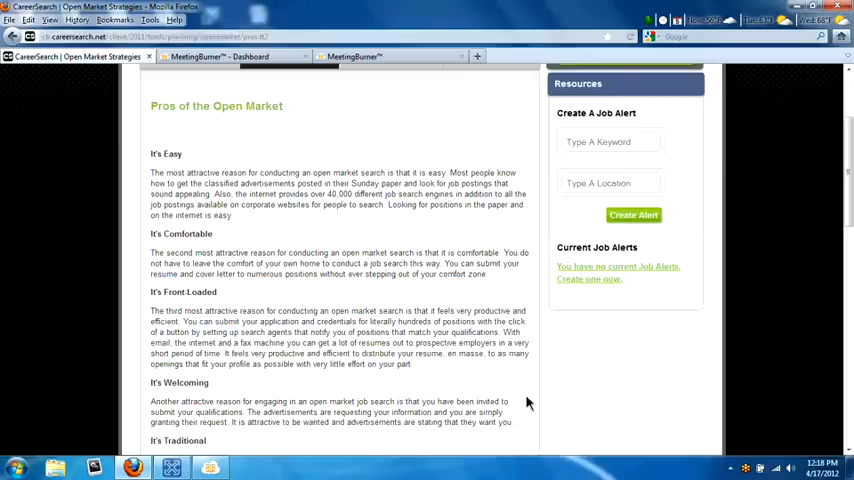 CareerSearch | Open Market Strategies - Mozilla Firefox
File Edit View History Bookmarks Tools Help
Now: 56°F Tue: 63°F Wed: 68°F
cb.careersearch.net/client/2011/tools/planning/openmarket/pros.tt2
Google
CareerSearch | Open Market Strategies
MeetingBurner™ - Dashboard
MeetingBurner™
Pros of the Open Market
It's Easy
The most attractive reason for conducting an open market search is that it is easy. Most people know
how to get the classified advertisements posted in their Sunday paper and look for job postings that
sound appealing. Also, the internet provides over 40,000 different job search engines in addition to all the
job postings available on corporate websites for people to search. Looking for positions in the paper and
on the internet is easy
It's Comfortable
The second most attractive reason for conducting an open market search is that it is comfortable. You do
not have to leave the comfort of your own home to conduct a job search this way. You can submit your
resume and cover letter to numerous positions without ever stepping out of your comfort zone.
It's Front-Loaded
The third most attractive reason for conducting an open market search is that it feels very productive and
efficient. You can submit your application and credentials for literally hundreds of positions with the click
of a button by setting up search agents that notify you of positions that match your qualifications. With
email, the internet and a fax machine you can get a lot of resumes out to prospective employers in a very
short period of time. It feels very productive and efficient to distribute your resume, en masse, to as many
openings that fit your profile as possible with very little effort on your part.
It's Welcoming
Another attractive reason for engaging in an open market job search is that you have been invited to
submit your qualifications. The advertisements are requesting your information and you are simply
granting their request. It is attractive to be wanted and advertisements are stating that they want you.
It's Traditional
Resources
Create A Job Alert
Type A Keyword
Type A Location
Create Alert
Current Job Alerts
You have no current Job Alerts.
Create one now.
12:18 PM
4/17/2012